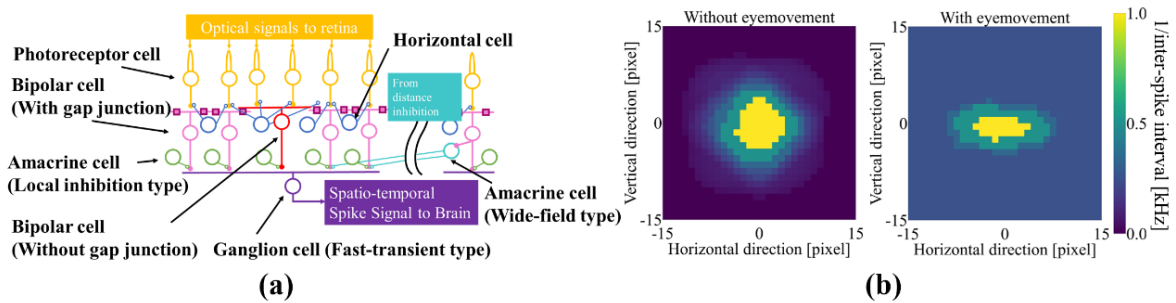 Optical signals to retina
Photoreceptor cell
Horizontal cell
Bipolar cell
(With gap junction)
From
distance
inhibition
Amacrine cell
(Local inhibition type)
Amacrine cell
(Wide-field type)
Spatio-temporal
Spike Signal to Brain
Bipolar cell
(Without gap junction)
Ganglion cell (Fast-transient type)
(a)
Without eyemovement
15
0
-15
Vertical direction [pixel]
-15 0 15
Horizontal direction [pixel]
With eyemovement
15
0
-15
Vertical direction [pixel]
-15 0 15
Horizontal direction [pixel]
1.0
0.5
0.0
1/inter-spike interval [kHz]
(b)